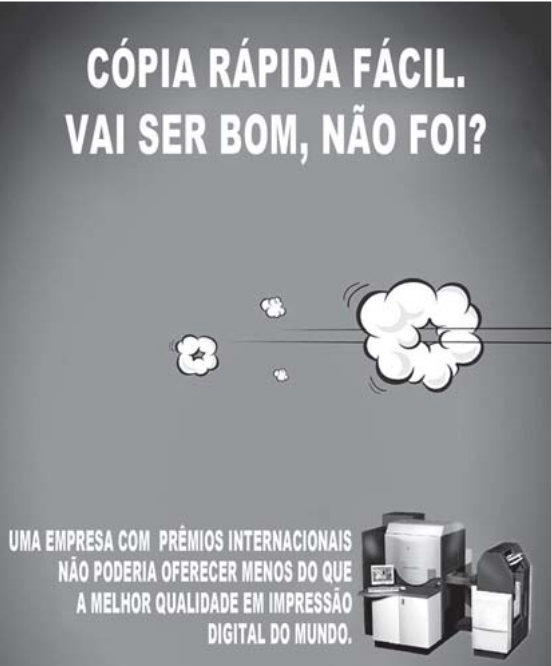 CÓPIA RÁPIDA FÁCIL.
VAI SER BOM, NÃO FOI?
UMA EMPRESA COM PRÊMIOS INTERNACIONAIS
NÃO PODERIA OFERECER MENOS DO QUE
A MELHOR QUALIDADE EM IMPRESSÃO
DIGITAL DO MUNDO.